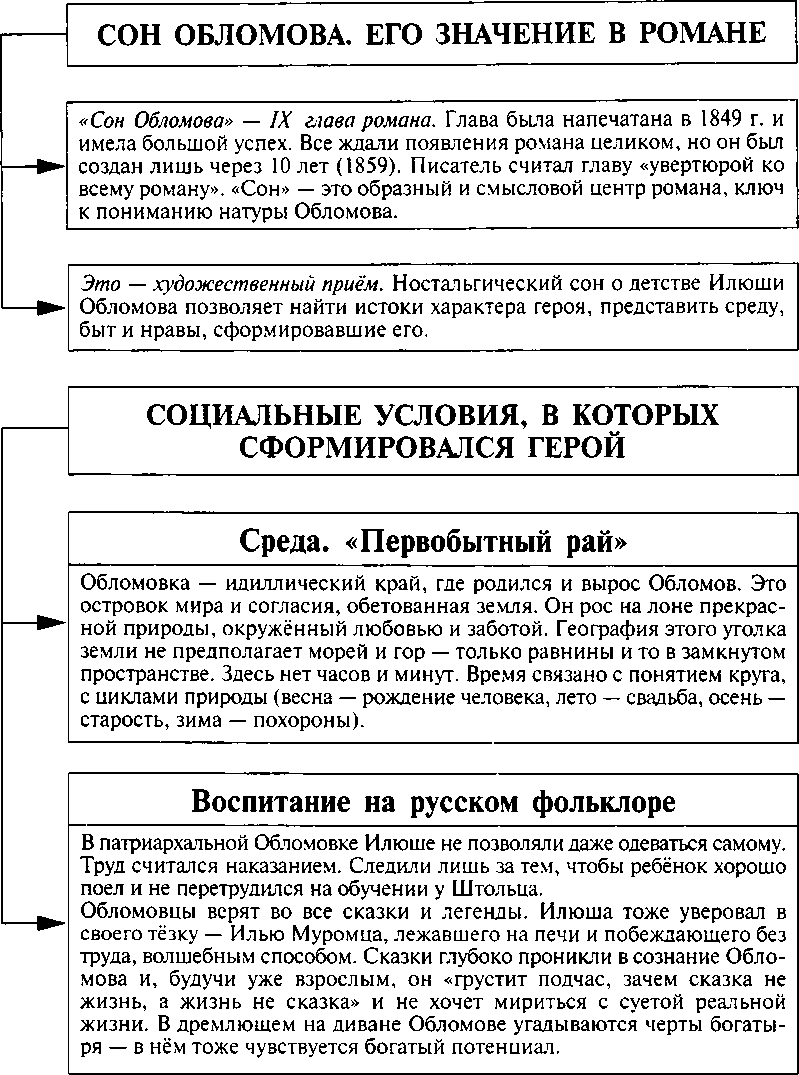 СОН ОБЛОМОВА. ЕГО ЗНАЧЕНИЕ В РОМАНЕ
«Сон Обломова» — IX глава романа. Глава была напечатана в 1849 г. и
имела большой успех. Все ждали появления романа целиком, но он был
создан лишь через 10 лет (1859). Писатель считал главу «увертюрой ко
всему роману». «Сон» — это образный и смысловой центр романа, ключ
к пониманию натуры Обломова.
Это — художественный приём. Ностальгический сон о детстве Илюши
Обломова позволяет найти истоки характера героя, представить среду,
быт и нравы, сформировавшие его.
СОЦИАЛЬНЫЕ УСЛОВИЯ, В КОТОРЫХ
СФОРМИРОВАЛСЯ ГЕРОЙ
Среда. «Первобытный рай»
Обломовка — идиллический край, где родился и вырос Обломов. Это
островок мира и согласия, обетованная земля. Он рос на лоне прекрас-
ной природы, окружённый любовью и заботой. География этого уголка
земли не предполагает морей и гор — только равнины и то в замкнутом
пространстве. Здесь нет часов и минут. Время связано с понятием круга,
с циклами природы (весна — рождение человека, лето — свадьба, осень —
старость, зима — похороны).
Воспитание на русском фольклоре
В патриархальной Обломовке Илюше не позволяли даже одеваться самому.
Труд считался наказанием. Следили лишь за тем, чтобы ребёнок хорошо
поел и не перетрудился на обучении у Штольца.
Обломовцы верят во все сказки и легенды. Илюша тоже уверовал в
своего тёзку — Илью Муромца, лежавшего на печи и побеждающего без
труда, волшебным способом. Сказки глубоко проникли в сознание Обло-
мова и, будучи уже взрослым, он «грустит подчас, зачем сказка не
жизнь, а жизнь не сказка» и не хочет мириться с суетой реальной
жизни. В дремлющем на диване Обломове угадываются черты богаты-
ря — в нём тоже чувствуется богатый потенциал.